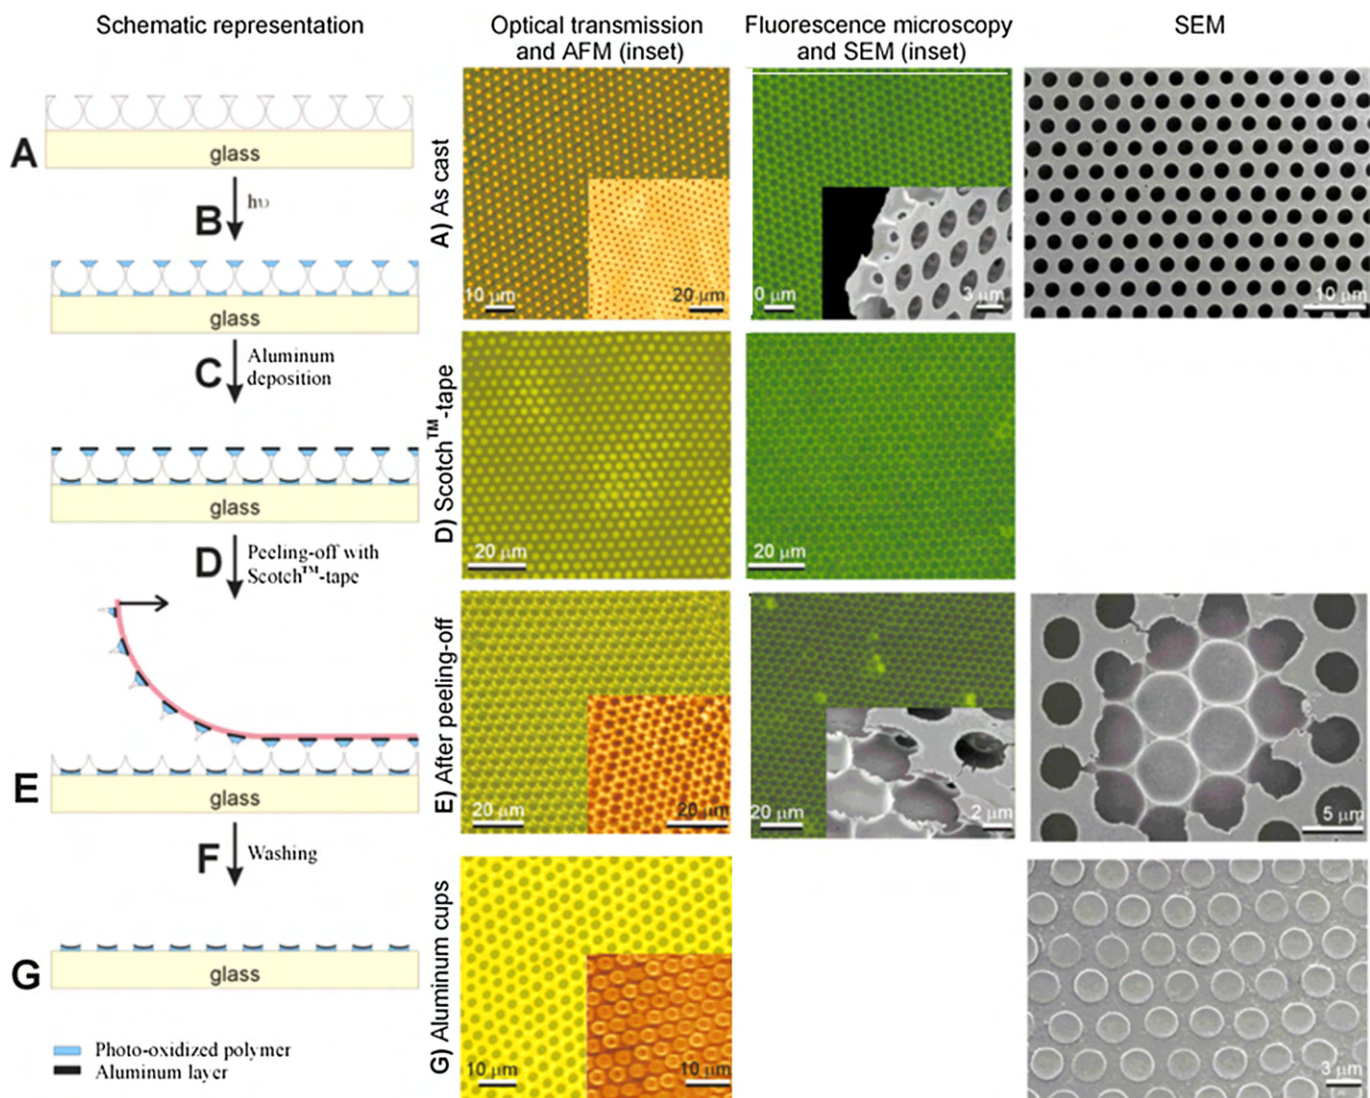 Schematic representation
Optical transmission
and AFM (inset)
Fluorescence microscopy
and SEM (inset)
SEM
A
glass
B
hυ
glass
C
Aluminum
deposition
glass
D
Peeling-off with
Scotch™-tape
E
glass
F
Washing
G
glass
Photo-oxidized polymer
Aluminum layer
A) As cast
10 μm
20 μm
0 μm
3 μm
10 μm
D) Scotch™-tape
20 μm
20 μm
E) After peeling-off
20 μm
20 μm
20 μm
2 μm
5 μm
G) Aluminum cups
10 μm
10 μm
3 μm